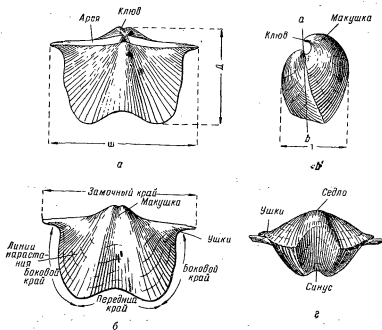 Клюв
Арея
Д
Ш
а
а
Макушка
Клюв
b
Т
в
Замочный край
Макушка
Ушки
Линии
нараста-
ния
Боковой
край
Боковой
край
Передний
край
б
Седло
Ушки
Синус
г